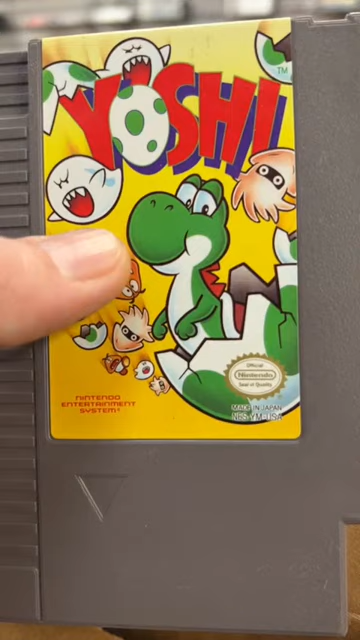 YOSHI
TM
Official
Nintendo
Seal of Quality
NINTENDO
ENTERTAINMENT
SYSTEM®
MADE IN JAPAN
NES-YM-USA